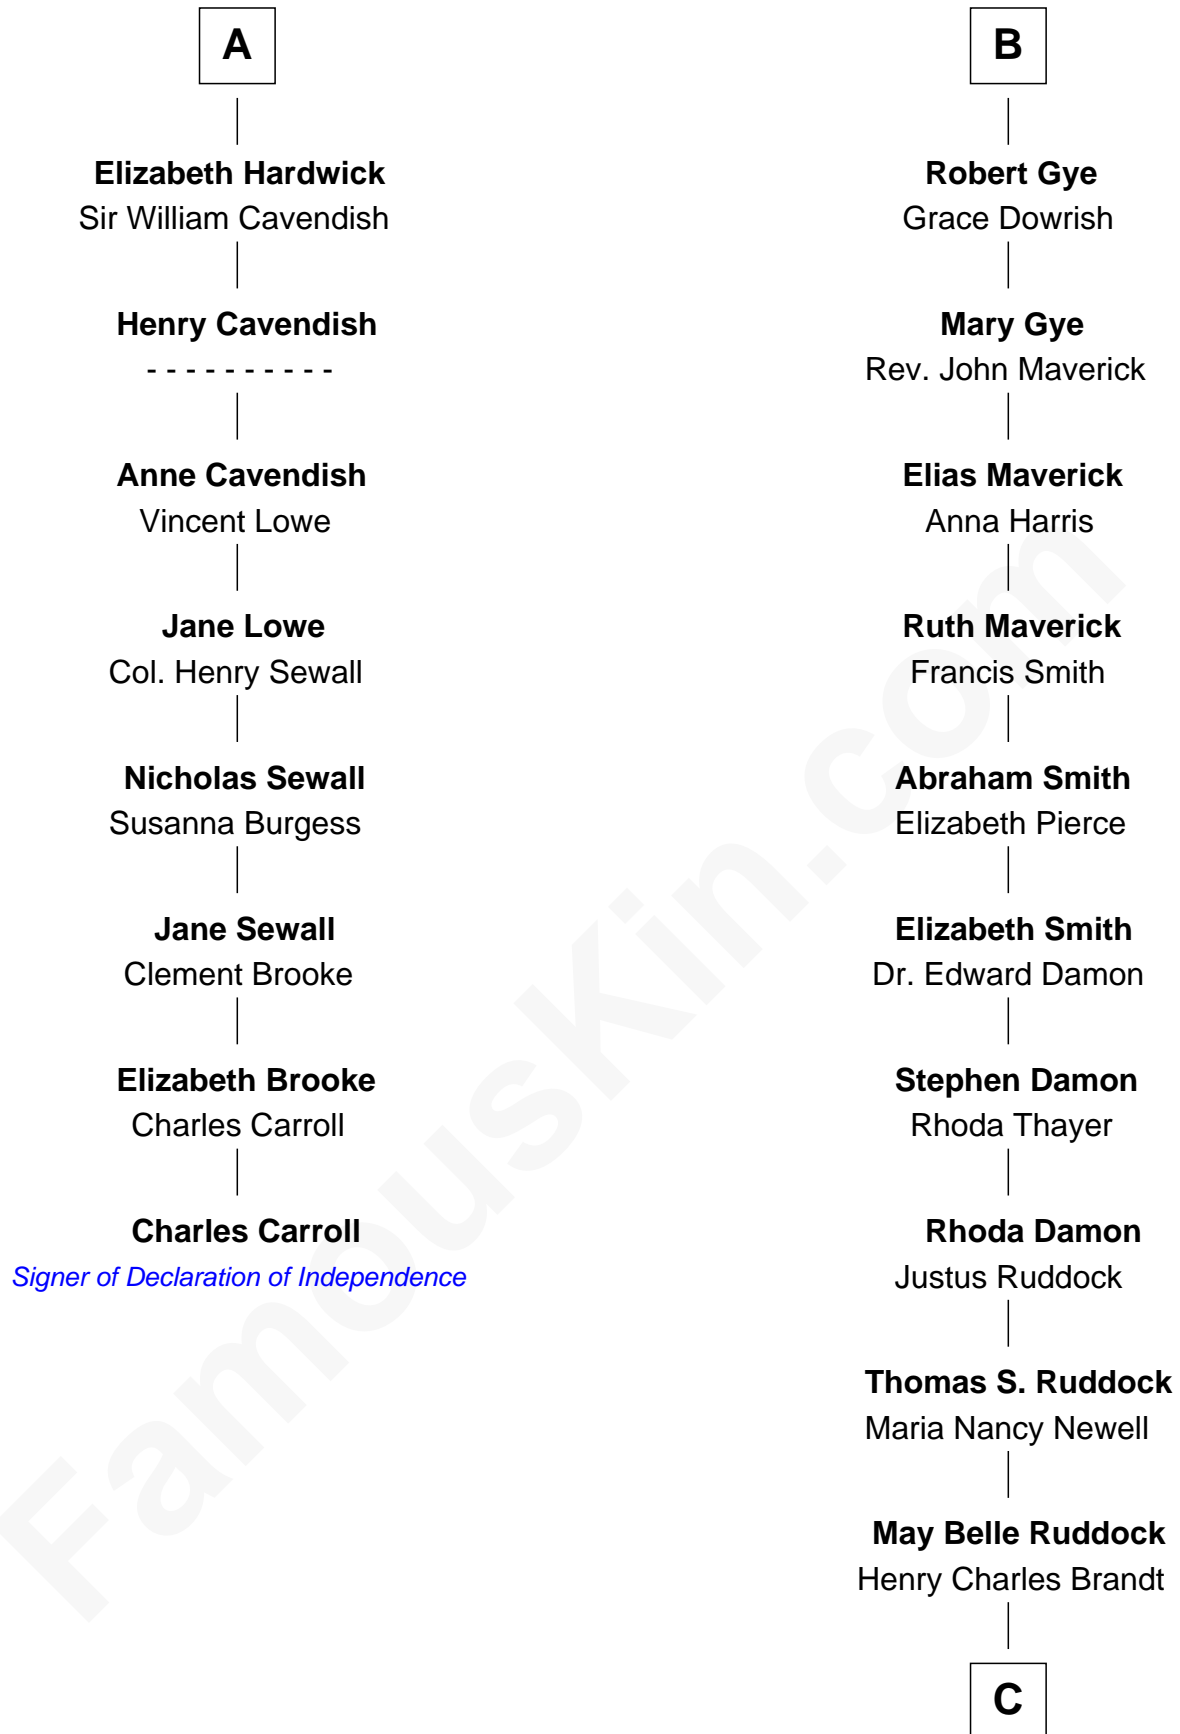 A
Elizabeth Hardwick
Sir William Cavendish
Henry Cavendish
- - - - - - - - - -
Anne Cavendish
Vincent Lowe
Jane Lowe
Col. Henry Sewall
Nicholas Sewall
Susanna Burgess
Jane Sewall
Clement Brooke
Elizabeth Brooke
Charles Carroll
Charles Carroll
Signer of Declaration of Independence
B
Robert Gye
Grace Dowrish
Mary Gye
Rev. John Maverick
Elias Maverick
Anna Harris
Ruth Maverick
Francis Smith
Abraham Smith
Elizabeth Pierce
Elizabeth Smith
Dr. Edward Damon
Stephen Damon
Rhoda Thayer
Rhoda Damon
Justus Ruddock
Thomas S. Ruddock
Maria Nancy Newell
May Belle Ruddock
Henry Charles Brandt
C
FamousKin.com